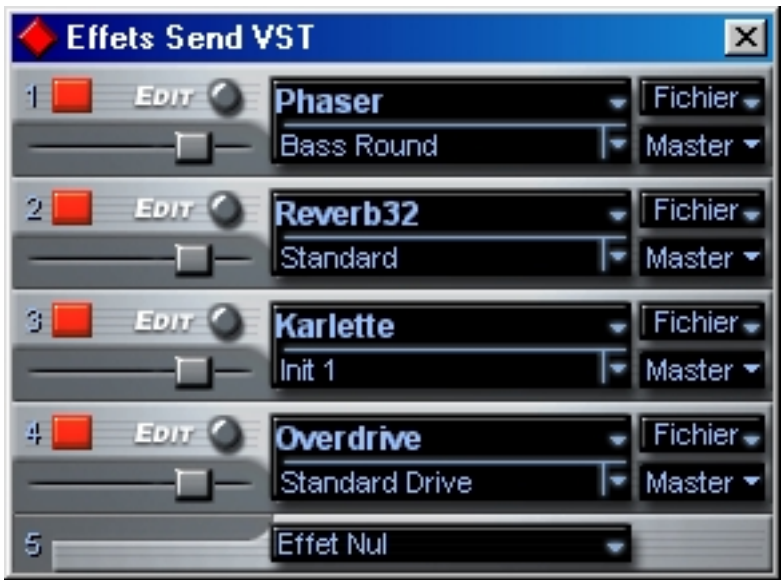 Effets Send VST
1 EDIT Phaser Fichier
Bass Round Master
2 EDIT Reverb32 Fichier
Standard Master
3 EDIT Karlette Fichier
Init 1 Master
4 EDIT Overdrive Fichier
Standard Drive Master
5 Effet Nul